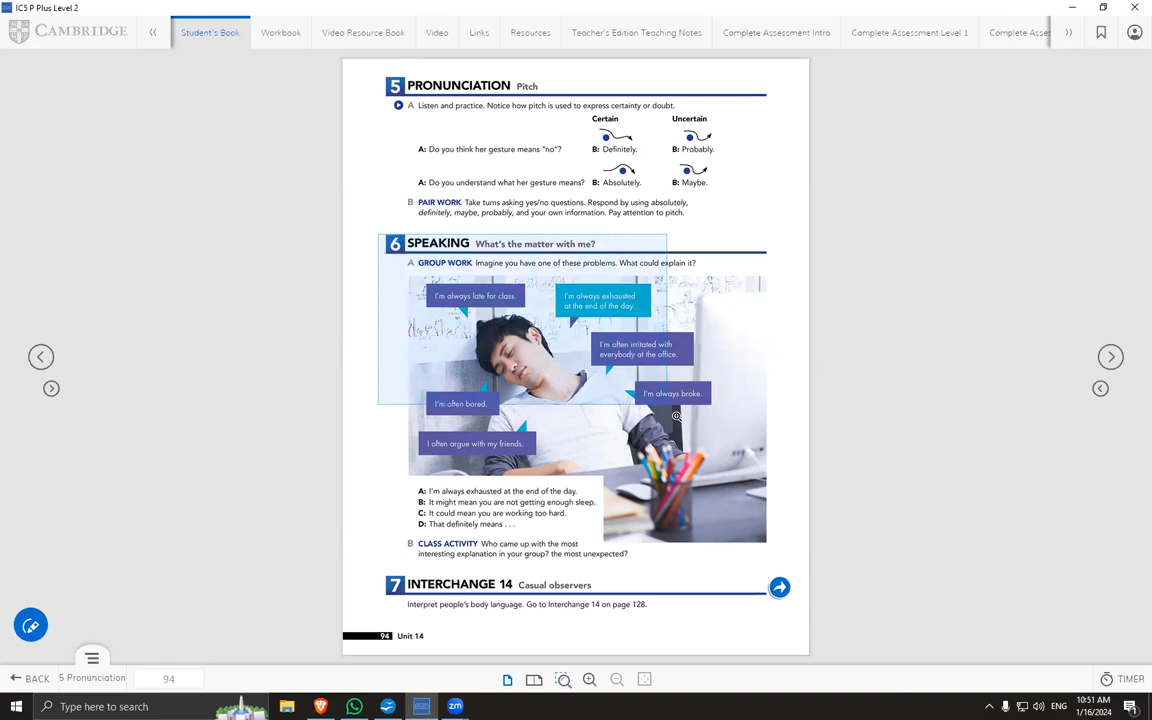 IC5 P Plus Level 2
CAMBRIDGE
Student's Book
Workbook
Video Resource Book
Video
Links
Resources
Teacher's Edition Teaching Notes
Complete Assessment Intro
Complete Assessment Level 1
Complete Asses
5 PRONUNCIATION Pitch
A Listen and practice. Notice how pitch is used to express certainty or doubt.
Certain Uncertain
A: Do you think her gesture means "no"? B: Definitely. B: Probably.
A: Do you understand what her gesture means? B: Absolutely. B: Maybe.
B PAIR WORK Take turns asking yes/no questions. Respond by using absolutely,
definitely, maybe, probably, and your own information. Pay attention to pitch.
6 SPEAKING What's the matter with me?
A GROUP WORK Imagine you have one of these problems. What could explain it?
I'm always late for class.
I'm always exhausted
at the end of the day.
I'm often irritated with
everybody at the office.
I'm always broke.
I'm often bored.
I often argue with my friends.
A: I'm always exhausted at the end of the day.
B: It might mean you are not getting enough sleep.
C: It could mean you are working too hard.
D: That definitely means . . .
B CLASS ACTIVITY Who came up with the most
interesting explanation in your group? the most unexpected?
7 INTERCHANGE 14 Casual observers
Interpret people's body language. Go to Interchange 14 on page 128.
94 Unit 14
BACK
5 Pronunciation
94
TIMER
Type here to search
ENG
10:51 AM
1/16/2024